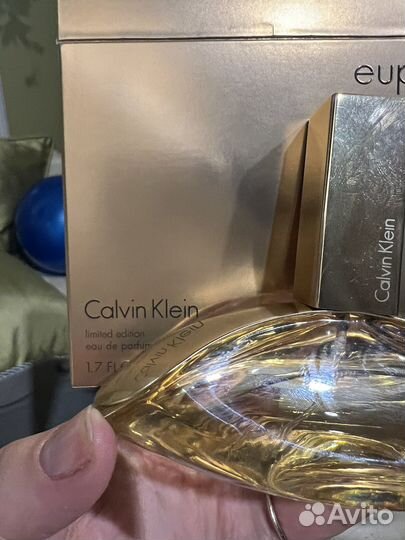 eup
Calvin Klein
Calvin Klein
limited edition
eau de parfum
1.7 FL
Calvin Klein
Avito